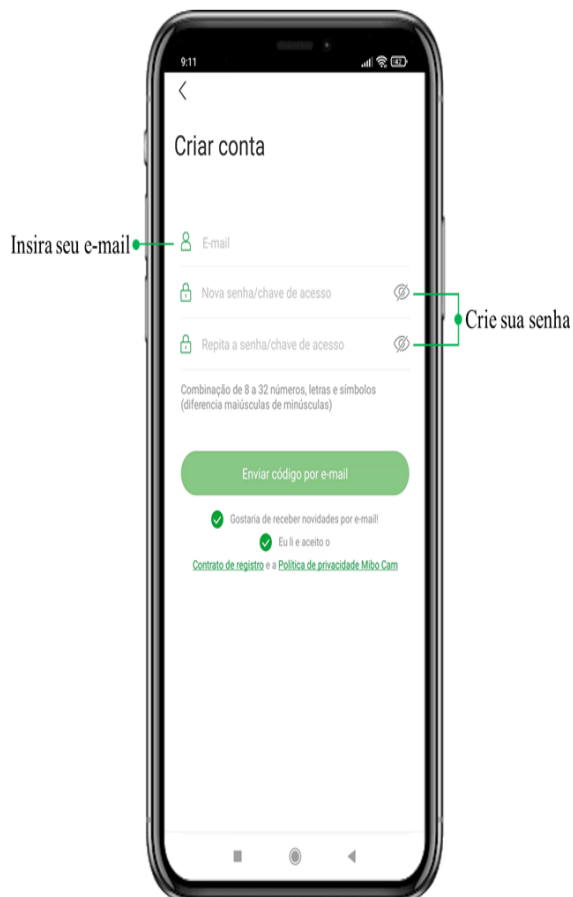 9:11
42
Criar conta
Insira seu e-mail
E-mail
Nova senha/chave de acesso
Crie sua senha
Repita a senha/chave de acesso
Combinação de 8 a 32 números, letras e símbolos
(diferencia maiúsculas de minúsculas)
Enviar código por e-mail
Gostaria de receber novidades por e-mail!
Eu li e aceito o
Contrato de registro e a Política de privacidade Mibo Cam